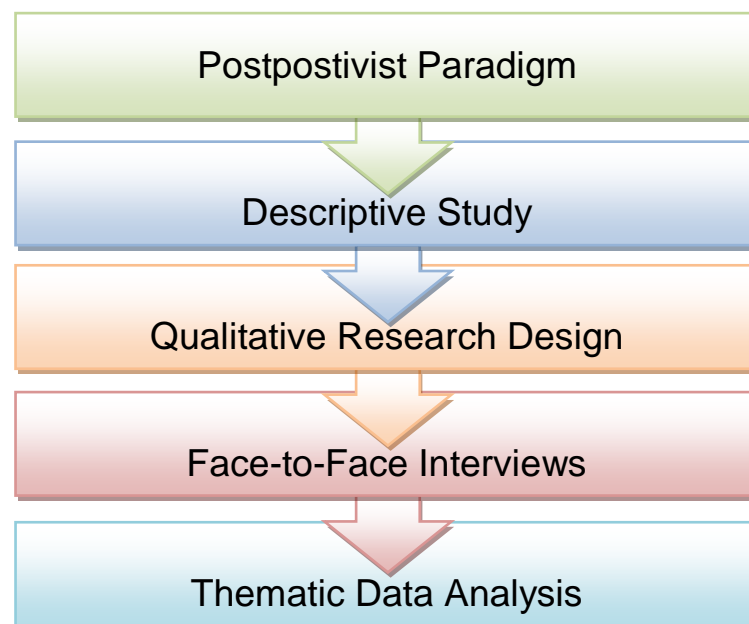 Postpostivist Paradigm
Descriptive Study
Qualitative Research Design
Face-to-Face Interviews
Thematic Data Analysis